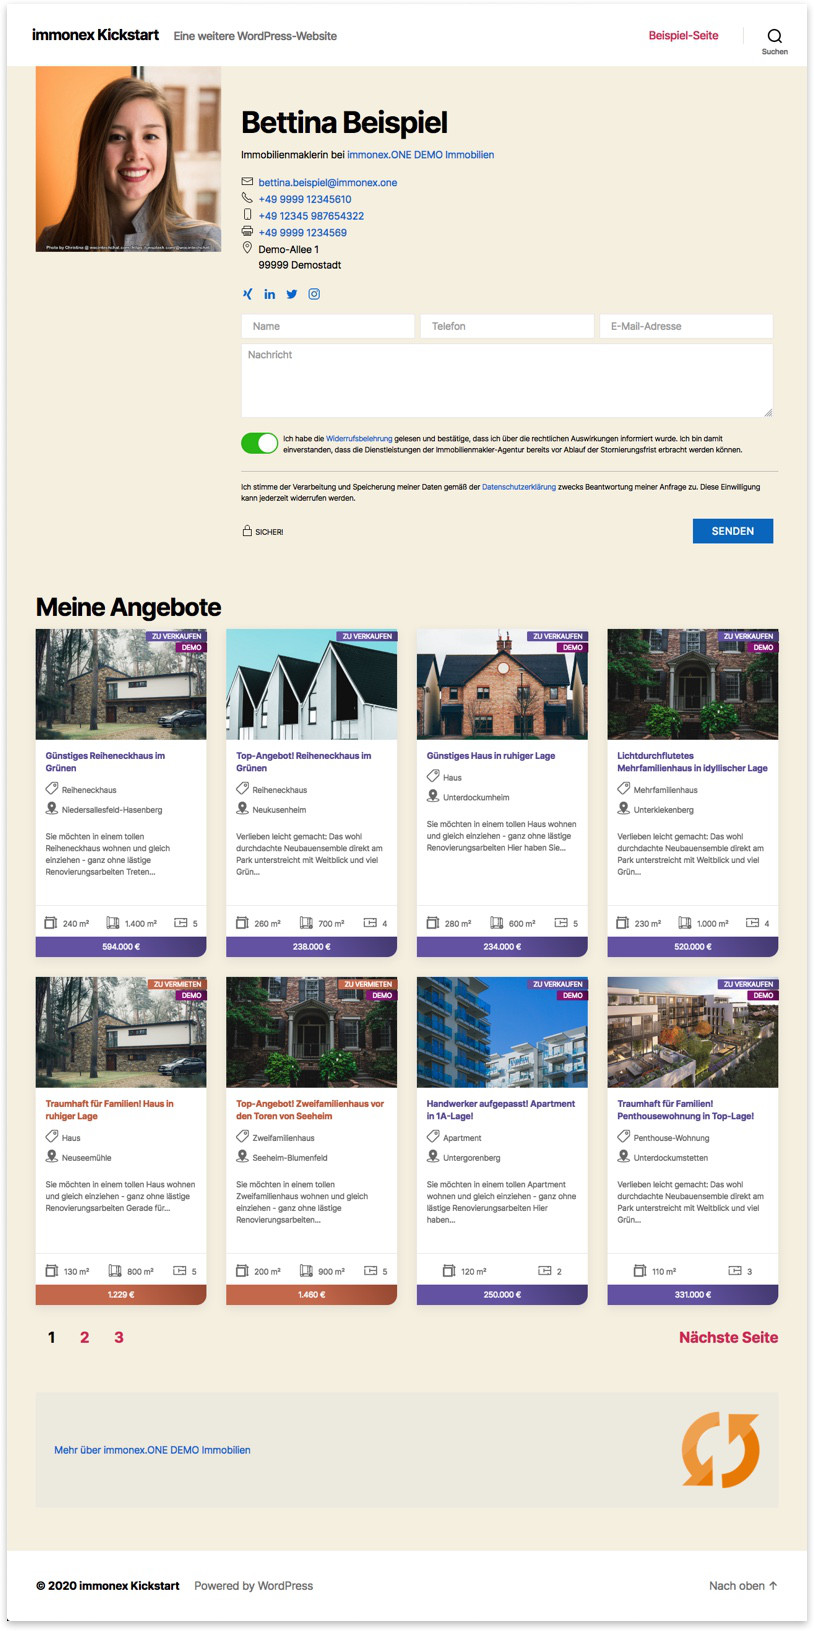 immonex Kickstart Eine weitere WordPress-Website Beispiel-Seite
Suchen
Bettina Beispiel
Immobilienmaklerin bei immonex.ONE DEMO Immobilien
bettina.beispiel@immonex.one
+49 9999 12345610
+49 12345 987654322
+49 9999 1234569
Demo-Allee 1
99999 Demostadt
Name Telefon E-Mail-Adresse
Nachricht
Ich habe die Widerrufsbelehrung gelesen und bestätige, dass ich über die rechtlichen Auswirkungen informiert wurde. Ich bin damit
einverstanden, dass die Dienstleistungen der Immobilienmakler-Agentur bereits vor Ablauf der Stornierungsfrist erbracht werden können.
Ich stimme der Verarbeitung und Speicherung meiner Daten gemäß der Datenschutzerklärung zwecks Beantwortung meiner Anfrage zu. Diese Einwilligung
kann jederzeit widerrufen werden.
SICHER! SENDEN
Meine Angebote
ZU VERKAUFEN
DEMO
Günstiges Reiheneckhaus im
Grünen
Reiheneckhaus
Niedersallesfeld-Hasenberg
Sie möchten in einem tollen
Reiheneckhaus wohnen und gleich
einziehen - ganz ohne lästige
Renovierungsarbeiten Treten...
240 m² 1.400 m² 5
594.000 €
ZU VERKAUFEN
Top-Angebot! Reiheneckhaus im
Grünen
Reiheneckhaus
Neukusenheim
Verlieben leicht gemacht: Das wohl
durchdachte Neubauensemble direkt am
Park unterstreicht mit Weitblick und viel
Grün...
260 m² 700 m² 4
238.000 €
ZU VERKAUFEN
DEMO
Günstiges Haus in ruhiger Lage
Haus
Unterdockumheim
Sie möchten in einem tollen Haus wohnen
und gleich einziehen - ganz ohne lästige
Renovierungsarbeiten Hier haben Sie...
280 m² 600 m² 5
234.000 €
ZU VERKAUFEN
DEMO
Lichtdurchflutetes
Mehrfamilienhaus in idyllischer Lage
Mehrfamilienhaus
Unterkiekenberg
Verlieben leicht gemacht: Das wohl
durchdachte Neubauensemble direkt am
Park unterstreicht mit Weitblick und viel
Grün...
230 m² 1.000 m² 4
520.000 €
ZU VERMIETEN
DEMO
Traumhaft für Familien! Haus in
ruhiger Lage
Haus
Neuseemühle
Sie möchten in einem tollen Haus wohnen
und gleich einziehen - ganz ohne lästige
Renovierungsarbeiten Gerade für...
130 m² 800 m² 5
1.229 €
ZU VERMIETEN
DEMO
Top-Angebot! Zweifamilienhaus vor
den Toren von Seeheim
Zweifamilienhaus
Seeheim-Blumenfeld
Sie möchten in einem tollen
Zweifamilienhaus wohnen und gleich
einziehen - ganz ohne lästige
Renovierungsarbeiten...
200 m² 900 m² 5
1.460 €
ZU VERKAUFEN
DEMO
Handwerker aufgepasst! Apartment
in 1A-Lage!
Apartment
Untergorenberg
Sie möchten in einem tollen Apartment
wohnen und gleich einziehen - ganz ohne
lästige Renovierungsarbeiten Hier
haben...
120 m² 2
250.000 €
ZU VERKAUFEN
DEMO
Traumhaft für Familien!
Penthousewohnung in Top-Lage!
Penthouse-Wohnung
Unterdockumstetten
Verlieben leicht gemacht: Das wohl
durchdachte Neubauensemble direkt am
Park unterstreicht mit Weitblick und viel
Grün...
110 m² 3
331.000 €
1 2 3 Nächste Seite
Mehr über immonex.ONE DEMO Immobilien
© 2020 immonex Kickstart Powered by WordPress Nach oben ↑